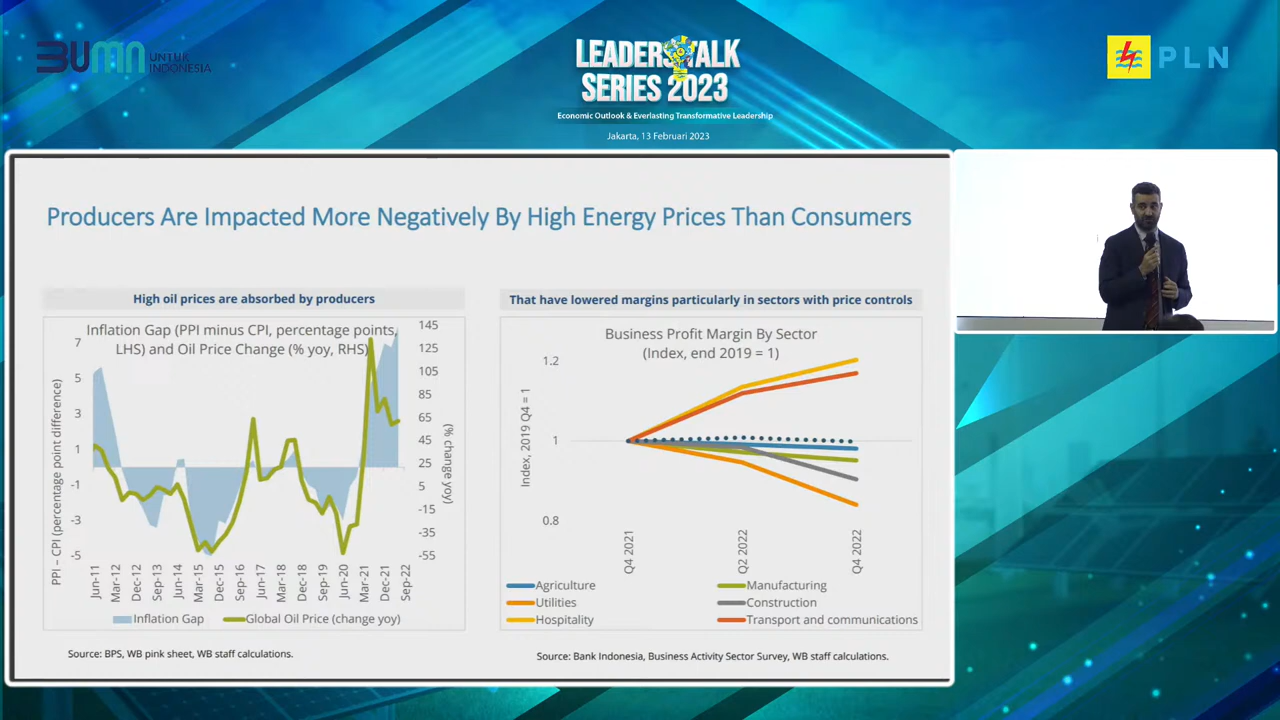 BUMN UNTUK
INDONESIA
LEADERS TALK
SERIES 2023
Economic Outlook & Everlasting Transformative Leadership
Jakarta, 13 Februari 2023
PLN
Producers Are Impacted More Negatively By High Energy Prices Than Consumers
High oil prices are absorbed by producers
Inflation Gap (PPI minus CPI, percentage points,
LHS) and Oil Price Change (% yoy, RHS)
PPI – CPI (percentage point difference)
7
5
3
1
-1
-3
-5
145
125
105
85
65
45
25
5
-15
-35
-55
(% change yoy)
Jun-11
Mar-12
Dec-12
Sep-13
Jun-14
Mar-15
Dec-15
Sep-16
Jun-17
Mar-18
Dec-18
Sep-19
Jun-20
Mar-21
Dec-21
Sep-22
Inflation Gap
Global Oil Price (change yoy)
Source: BPS, WB pink sheet, WB staff calculations.
That have lowered margins particularly in sectors with price controls
Business Profit Margin By Sector
(Index, end 2019 = 1)
Index, 2019 Q4 = 1
1.2
1
0.8
Q4 2021
Q2 2022
Q4 2022
Agriculture
Manufacturing
Utilities
Construction
Hospitality
Transport and communications
Source: Bank Indonesia, Business Activity Sector Survey, WB staff calculations.